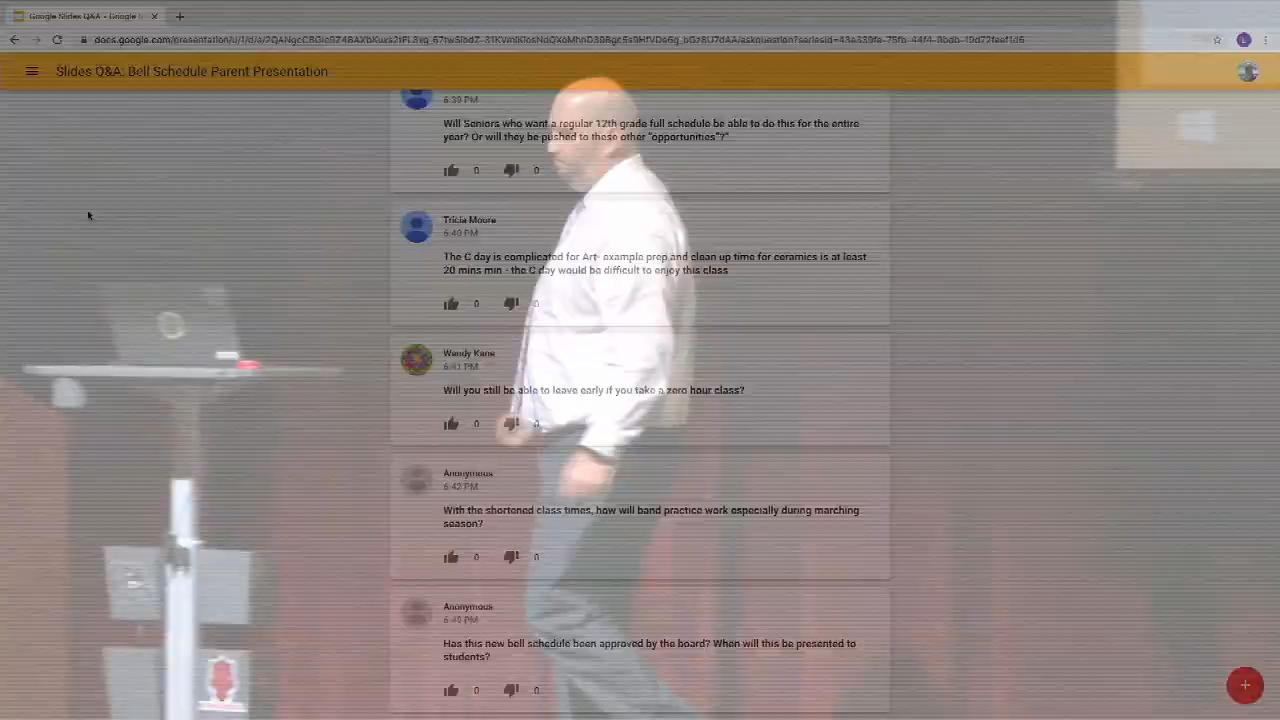 Google Slides Q&A - Google
Slides Q&A: Bell Schedule Parent Presentation
6:39 PM
Will Seniors who want a regular 12th grade full schedule be able to do this for the entire
year? Or will they be pushed to these other "opportunities"?"
0 0
Tricia Moore
6:40 PM
The C day is complicated for Art- example prep and clean up time for ceramics is at least
20 mins min - the C day would be difficult to enjoy this class
0 0
Wendy Kane
6:41 PM
Will you still be able to leave early if you take a zero hour class?
0 0
Anonymous
6:42 PM
With the shortened class times, how will band practice work especially during marching
season?
0 0
Anonymous
Has this new bell schedule been approved by the board? When will this be presented to
students?
0 0